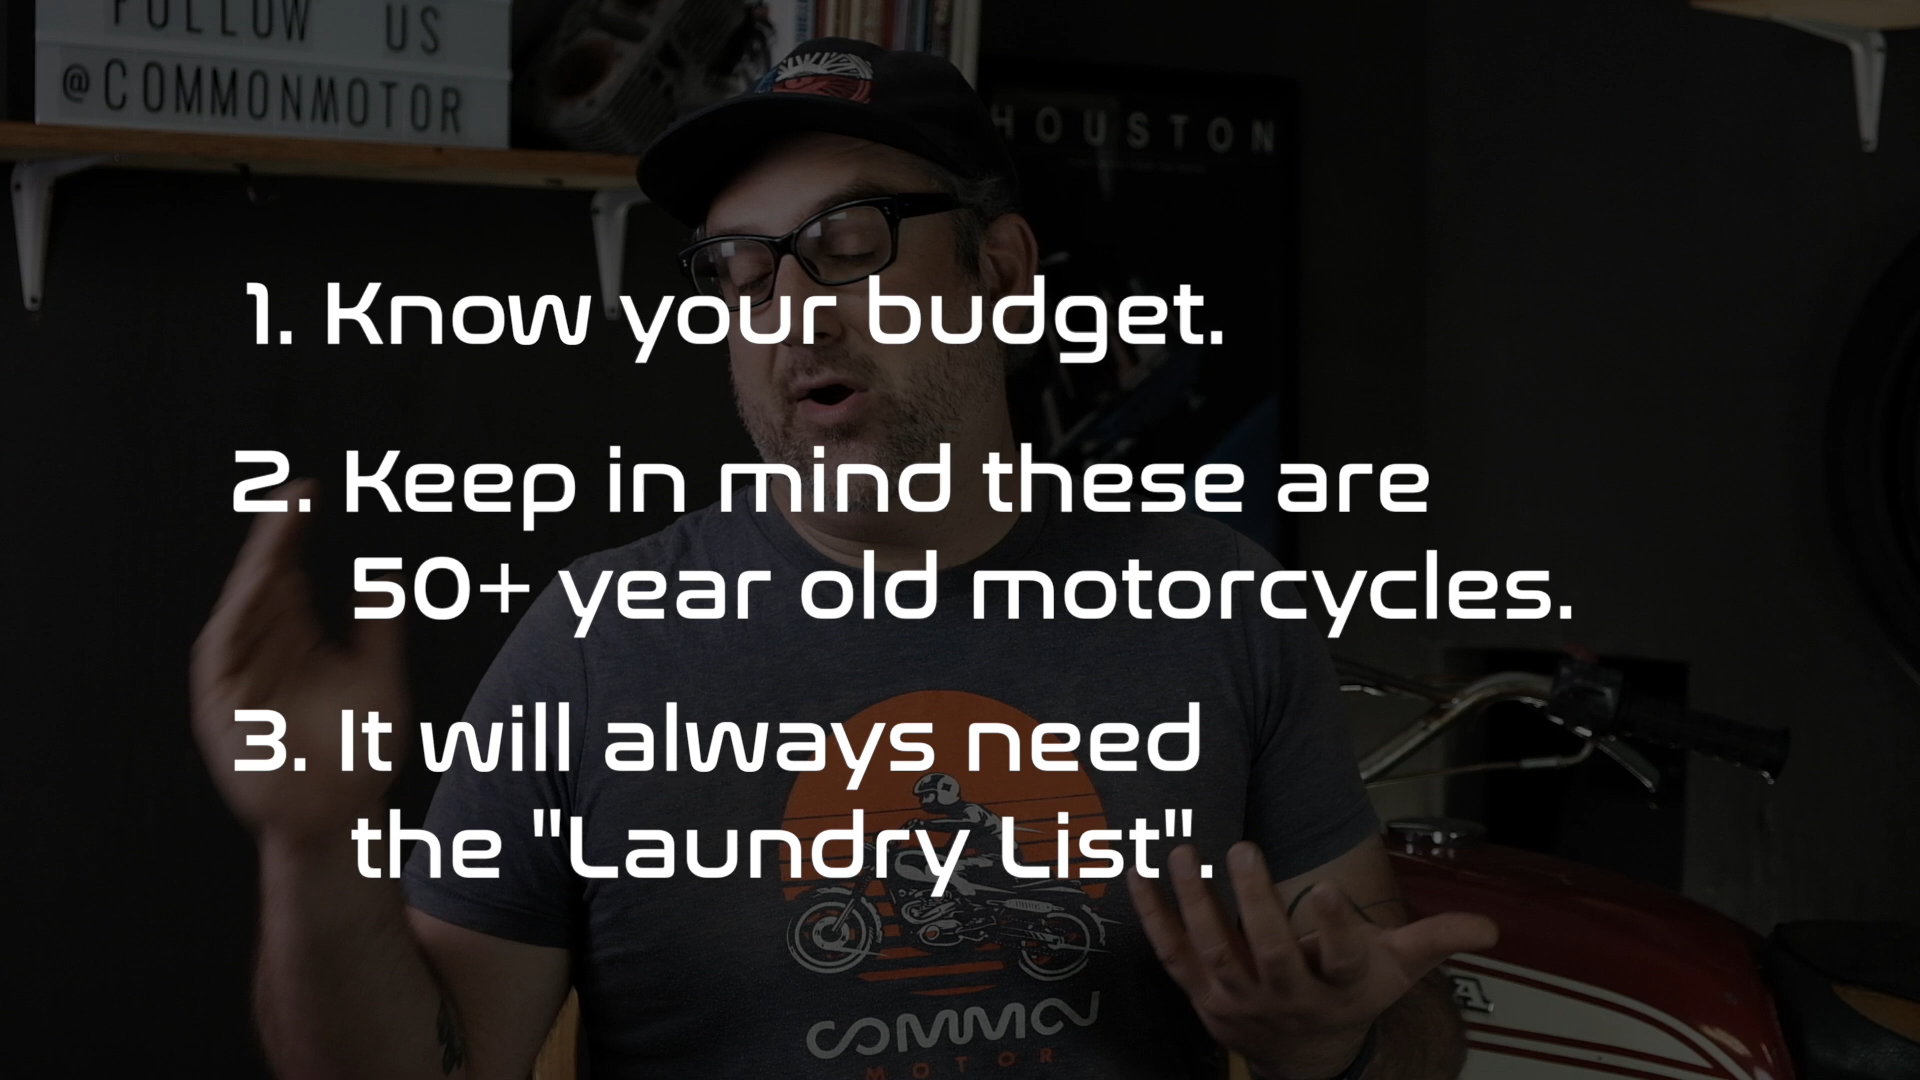 FOLLOW US
@COMMONMOTOR
HOUSTON
1. Know your budget.
2. Keep in mind these are
50+ year old motorcycles.
3. It will always need
the "Laundry List".
COMMON
MOTOR
A